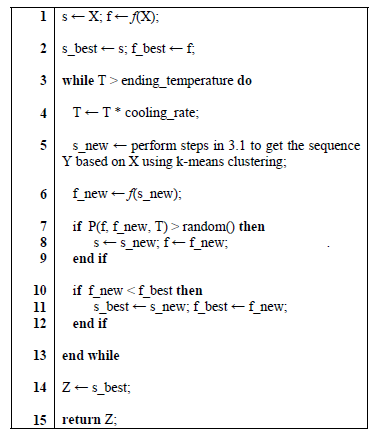 1 s ← X; f ← f(X);
2 s_best ← s; f_best ← f;
3 while T > ending_temperature do
4 T ← T * cooling_rate;
5 s_new ← perform steps in 3.1 to get the sequence
Y based on X using k-means clustering;
6 f_new ← f(s_new);
7 if P(f, f_new, T) > random() then
8 s ← s_new; f ← f_new;
9 end if
10 if f_new < f_best then
11 s_best ← s_new; f_best ← f_new;
12 end if
13 end while
14 Z ← s_best;
15 return Z;